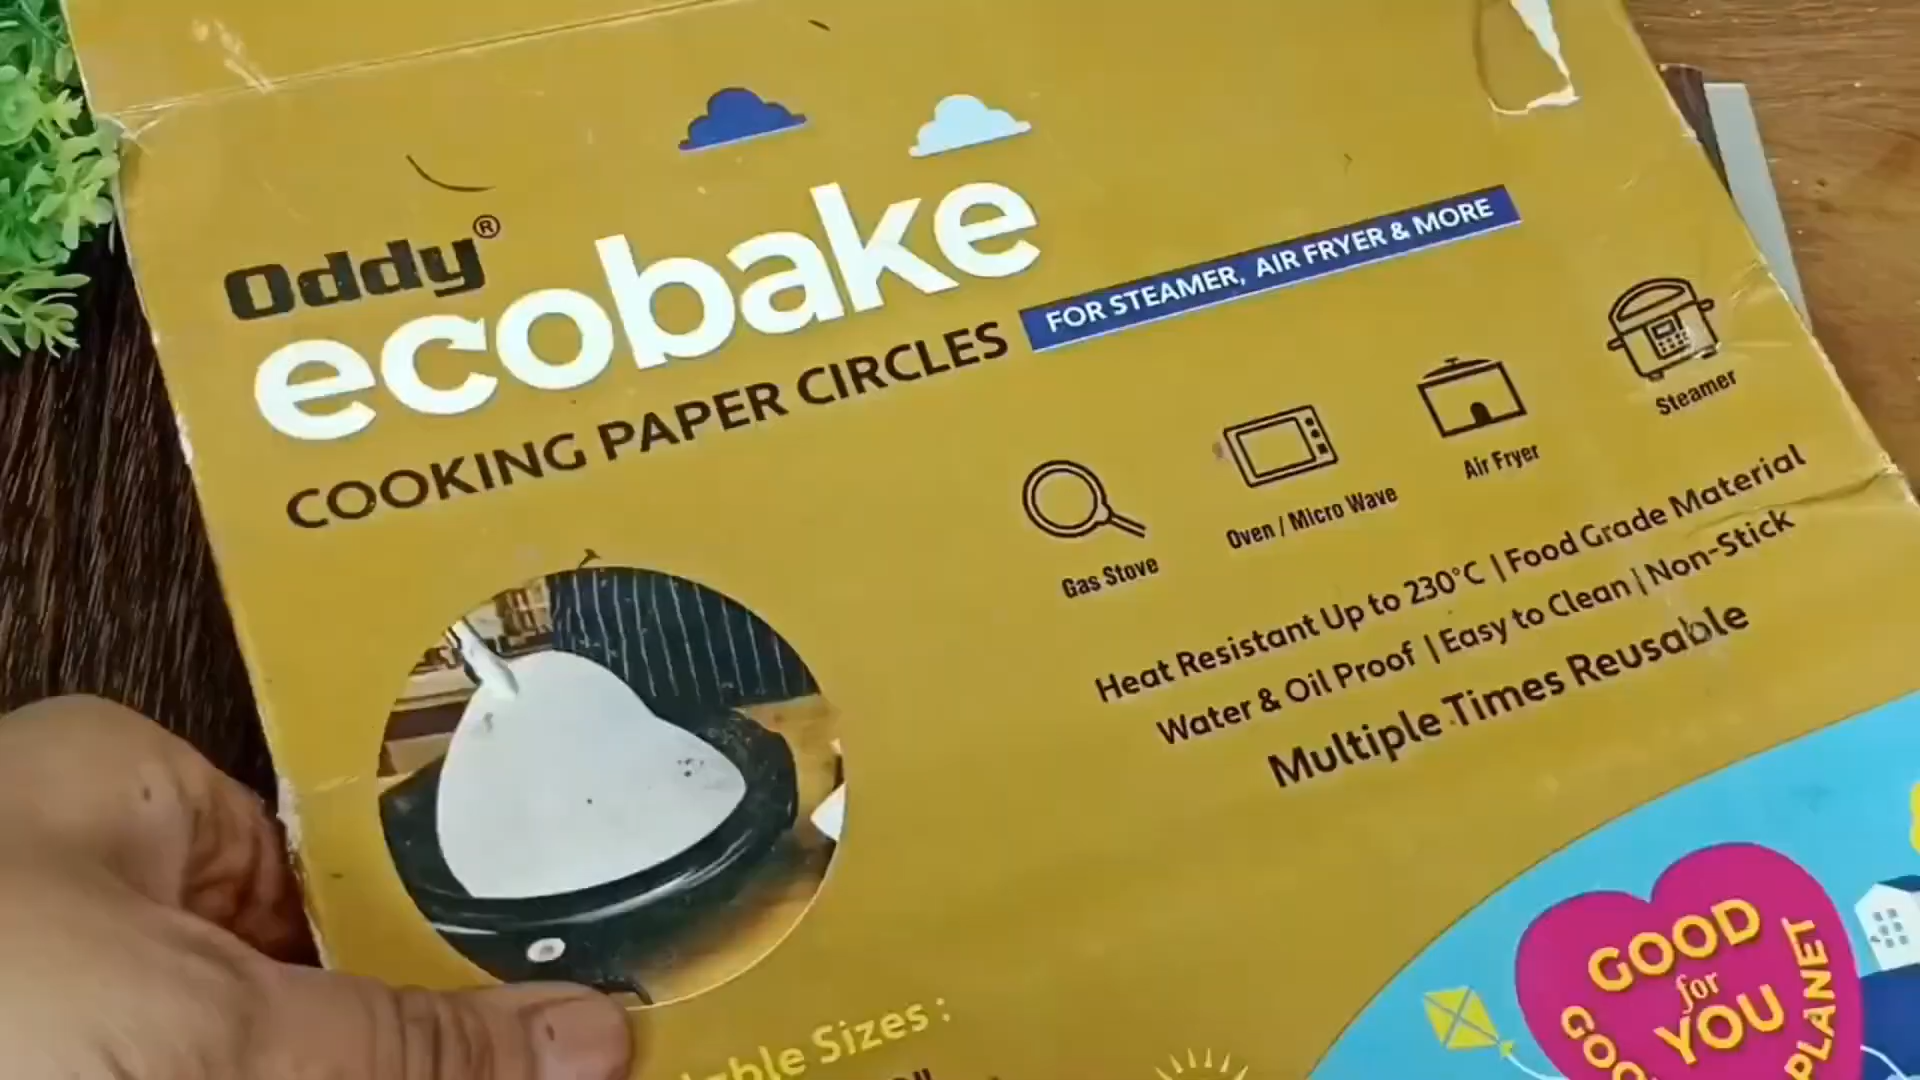 Oddy®
ecobake
COOKING PAPER CIRCLES
FOR STEAMER, AIR FRYER & MORE
Gas Stove
Oven / Micro Wave
Air Fryer
Steamer
Heat Resistant Up to 230°C | Food Grade Material
Water & Oil Proof | Easy to Clean | Non-Stick
Multiple Times Reusable
Sizes :
GOOD
for
YOU
PLANET